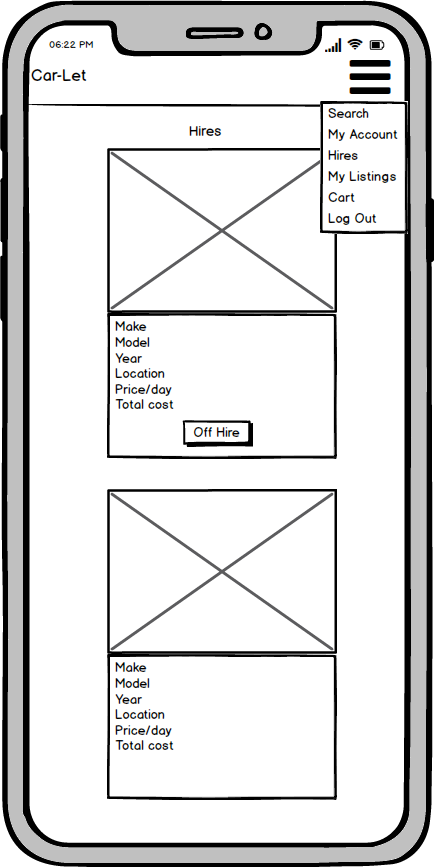 06:22 PM
Car-Let
Search
My Account
Hires
My Listings
Cart
Log Out
Hires
Make
Model
Year
Location
Price/day
Total cost
Off Hire
Make
Model
Year
Location
Price/day
Total cost